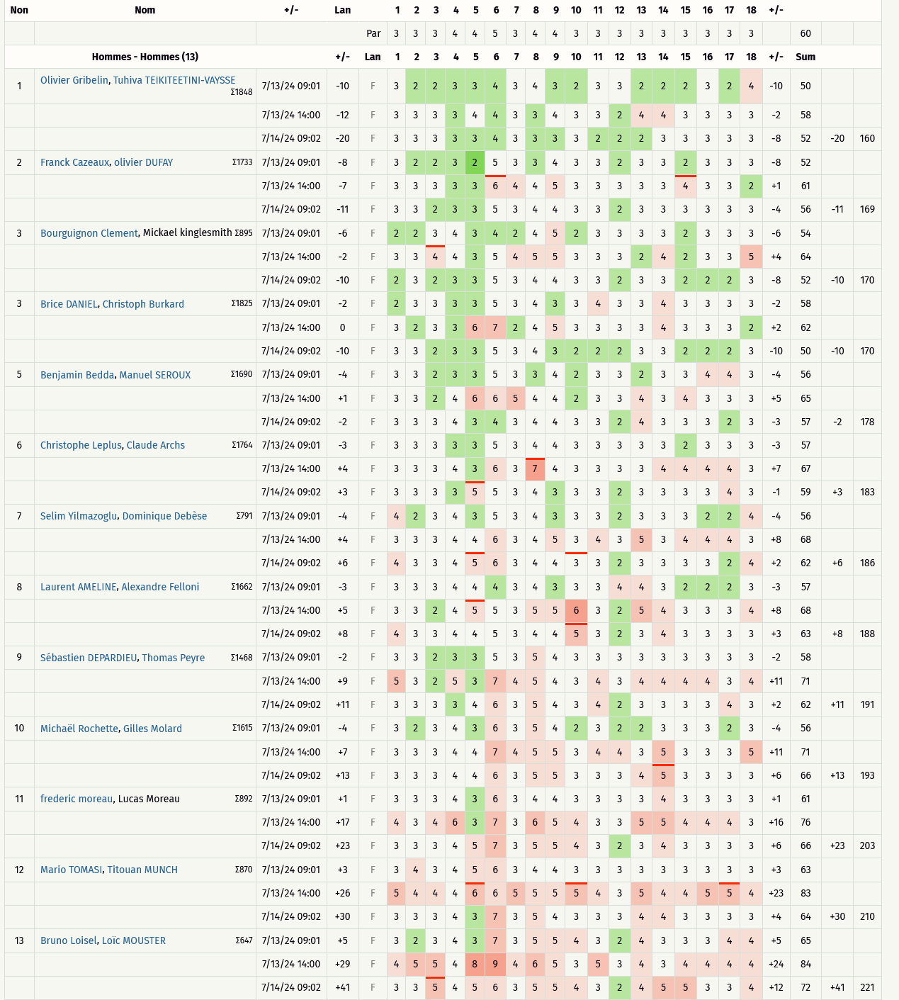 Non Nom +/- Lan 1 2 3 4 5 6 7 8 9 10 11 12 13 14 15 16 17 18 +/-
Par 3 3 3 4 4 5 3 4 4 3 3 3 3 3 3 3 3 3 60
Hommes - Hommes (13) +/- Lan 1 2 3 4 5 6 7 8 9 10 11 12 13 14 15 16 17 18 +/- Sum
1 Olivier Gribelin, Tuhiva TEIKITEETINI-VAYSSE Σ1848 7/13/24 09:01 -10 F 3 2 2 3 3 4 3 4 3 2 3 3 2 2 2 3 2 4 -10 50
7/13/24 14:00 -12 F 3 3 3 3 4 4 3 3 4 3 3 2 4 4 3 3 3 3 -2 58
7/14/24 09:02 -20 F 3 3 3 3 3 4 3 3 3 3 2 2 2 3 3 3 3 3 -8 52 -20 160
2 Franck Cazeaux, olivier DUFAY Σ1733 7/13/24 09:01 -8 F 3 2 2 3 2 5 3 3 4 3 3 2 3 3 2 3 3 3 -8 52
7/13/24 14:00 -7 F 3 3 3 3 3 6 4 4 5 3 3 3 3 3 4 3 3 2 +1 61
7/14/24 09:02 -11 F 3 3 2 3 3 5 3 4 4 3 3 2 3 3 3 3 3 3 -4 56 -11 169
3 Bourguignon Clement, Mickael kinglesmith Σ895 7/13/24 09:01 -6 F 2 2 3 4 3 4 2 4 5 2 3 3 3 3 2 3 3 3 -6 54
7/13/24 14:00 -2 F 3 3 4 4 3 5 4 5 5 3 3 3 2 4 2 3 3 5 +4 64
7/14/24 09:02 -10 F 2 3 2 3 3 5 3 4 4 3 3 2 3 3 2 2 2 3 -8 52 -10 170
3 Brice DANIEL, Christoph Burkard Σ1825 7/13/24 09:01 -2 F 2 3 3 3 3 5 3 4 3 3 4 3 3 4 3 3 3 3 -2 58
7/13/24 14:00 0 F 3 2 3 3 6 7 2 4 5 3 3 3 3 4 3 3 3 2 +2 62
7/14/24 09:02 -10 F 3 3 2 3 3 5 3 4 3 2 2 2 3 3 2 2 2 3 -10 50 -10 170
5 Benjamin Bedda, Manuel SEROUX Σ1690 7/13/24 09:01 -4 F 3 3 2 3 3 5 3 3 4 2 3 3 2 3 3 4 4 3 -4 56
7/13/24 14:00 +1 F 3 3 2 4 6 6 5 4 4 2 3 3 4 3 4 3 3 3 +5 65
7/14/24 09:02 -2 F 3 3 3 4 3 4 3 4 4 3 3 2 4 3 3 3 2 3 -3 57 -2 178
6 Christophe Leplus, Claude Archs Σ1764 7/13/24 09:01 -3 F 3 3 3 3 3 5 3 4 4 3 3 3 3 3 2 3 3 3 -3 57
7/13/24 14:00 +4 F 3 3 3 4 3 6 3 7 4 3 3 3 3 4 4 4 4 3 +7 67
7/14/24 09:02 +3 F 3 3 3 3 5 5 3 4 3 3 3 2 3 3 3 3 4 3 -1 59 +3 183
7 Selim Yilmazoglu, Dominique Debèse Σ791 7/13/24 09:01 -4 F 4 2 3 4 3 5 3 4 3 3 3 2 3 3 3 2 2 4 -4 56
7/13/24 14:00 +4 F 3 3 3 4 4 6 3 4 5 3 4 3 5 3 4 4 4 3 +8 68
7/14/24 09:02 +6 F 4 3 3 4 5 6 3 4 4 3 3 2 3 3 3 3 2 4 +2 62 +6 186
8 Laurent AMELINE, Alexandre Felloni Σ1662 7/13/24 09:01 -3 F 3 3 3 4 4 4 3 4 3 3 3 4 4 3 2 2 2 3 -3 57
7/13/24 14:00 +5 F 3 3 2 4 5 5 3 5 5 6 3 2 5 4 3 3 3 4 +8 68
7/14/24 09:02 +8 F 4 3 3 4 4 5 3 4 4 5 3 2 3 4 3 3 3 3 +3 63 +8 188
9 Sébastien DEPARDIEU, Thomas Peyre Σ1468 7/13/24 09:01 -2 F 3 3 2 3 3 5 3 5 4 3 3 3 3 3 3 3 3 3 -2 58
7/13/24 14:00 +9 F 5 3 2 5 3 7 4 5 4 3 4 3 4 4 4 4 3 4 +11 71
7/14/24 09:02 +11 F 3 3 3 3 4 6 3 5 4 3 4 2 3 3 3 3 4 3 +2 62 +11 191
10 Michaël Rochette, Gilles Molard Σ1615 7/13/24 09:01 -4 F 3 2 3 4 3 6 3 5 4 2 3 2 2 3 3 3 2 3 -4 56
7/13/24 14:00 +7 F 3 3 3 4 4 7 4 5 5 3 4 4 3 5 3 3 3 5 +11 71
7/14/24 09:02 +13 F 3 3 3 4 4 6 3 5 5 3 3 3 4 5 3 3 3 3 +6 66 +13 193
11 frederic moreau, Lucas Moreau Σ892 7/13/24 09:01 +1 F 3 3 3 4 3 6 3 4 4 3 3 3 3 4 3 3 3 3 +1 61
7/13/24 14:00 +17 F 4 3 4 6 3 7 3 6 5 4 3 3 5 5 4 4 4 3 +16 76
7/14/24 09:02 +23 F 3 3 3 4 5 7 3 5 5 4 3 2 3 4 3 3 3 3 +6 66 +23 203
12 Mario TOMASI, Titouan MUNCH Σ870 7/13/24 09:01 +3 F 3 4 3 4 5 6 3 4 4 3 3 3 3 3 3 3 3 3 +3 63
7/13/24 14:00 +26 F 5 4 4 4 6 6 5 5 5 5 4 3 5 4 4 5 5 4 +23 83
7/14/24 09:02 +30 F 3 3 3 4 3 7 3 5 4 3 3 3 4 4 3 3 3 3 +4 64 +30 210
13 Bruno Loisel, Loïc MOUSTER Σ647 7/13/24 09:01 +5 F 3 2 3 4 3 7 3 5 5 4 3 2 4 3 3 3 4 4 +5 65
7/13/24 14:00 +29 F 4 5 5 4 8 9 4 6 5 3 5 3 4 3 4 4 4 4 +24 84
7/14/24 09:02 +41 F 3 3 5 4 5 6 3 5 5 4 3 2 4 5 5 3 3 4 +12 72 +41 221